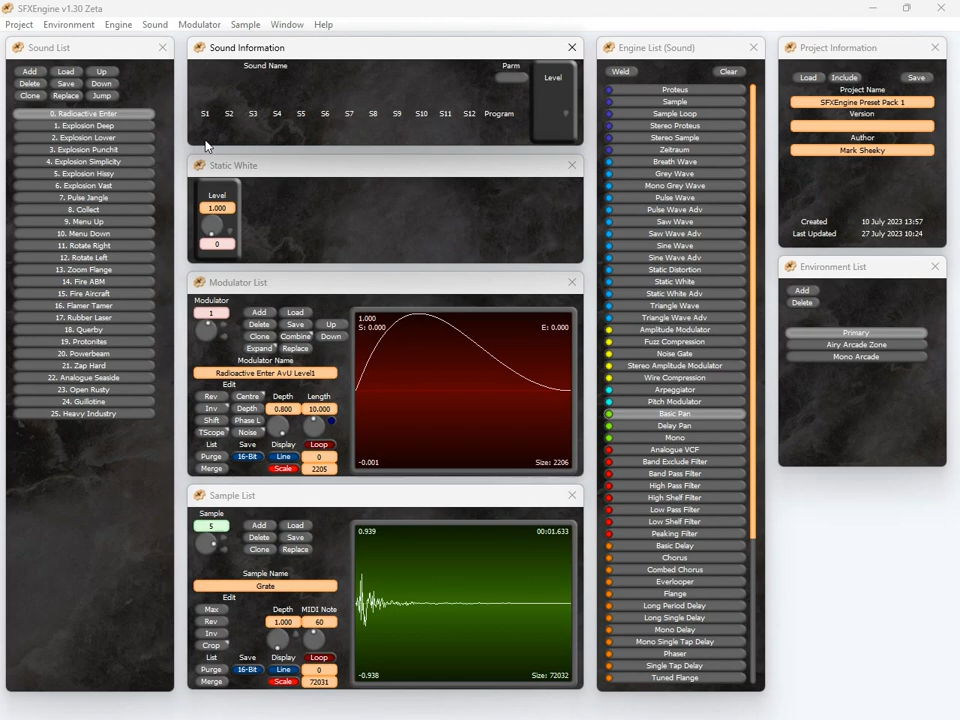 SFXEngine v1.30 Zeta
Project Environment Engine Sound Modulator Sample Window Help
Sound List
Add Load Up
Delete Save Down
Clone Replace Jump
0. Radioactive Enter
1. Explosion Deep
2. Explosion Lower
3. Explosion Punchit
4. Explosion Simplicity
5. Explosion Hissy
6. Explosion Vast
7. Pulse Jangle
8. Collect
9. Menu Up
10. Menu Down
11. Rotate Right
12. Rotate Left
13. Zoom Flange
14. Fire ABM
15. Fire Aircraft
16. Flamer Tamer
17. Rubber Laser
18. Querby
19. Protonites
20. Powerbeam
21. Zap Hard
22. Analogue Seaside
23. Open Rusty
24. Guillotine
25. Heavy Industry
Sound Information
Sound Name Parm Level
S1 S2 S3 S4 S5 S6 S7 S8 S9 S10 S11 S12 Program
Static White
Level
1.000
0
Modulator List
Modulator
1 Add Load
Delete Save Up
Clone Combine Down
Expand Replace
Modulator Name
Radioactive Enter AvU Level1
Edit
Rev Centre Depth Length
Inv Depth 0.800 10.000
Shift Phase L
TScope Noise
List Save Display Loop
Purge 16-Bit Line 0
Merge Scale 2205
1.000
S: 0.000 E: 0.000
-0.001 Size: 2206
Sample List
Sample
5 Add Load
Delete Save
Clone Replace
Sample Name
Grate
Edit
Max Depth MIDI Note
Rev 1.000 60
Inv
Crop
List Save Display Loop
Purge 16-Bit Line 0
Merge Scale 72031
0.939 00:01.633
-0.938 Size: 72032
Engine List (Sound)
Weld Clear
Proteus
Sample
Sample Loop
Stereo Proteus
Stereo Sample
Zeitraum
Breath Wave
Grey Wave
Mono Grey Wave
Pulse Wave
Pulse Wave Adv
Saw Wave
Saw Wave Adv
Sine Wave
Sine Wave Adv
Static Distortion
Static White
Static White Adv
Triangle Wave
Triangle Wave Adv
Amplitude Modulator
Fuzz Compression
Noise Gate
Stereo Amplitude Modulator
Wire Compression
Arpeggiator
Pitch Modulator
Basic Pan
Delay Pan
Mono
Analogue VCF
Band Exclude Filter
Band Pass Filter
High Pass Filter
High Shelf Filter
Low Pass Filter
Low Shelf Filter
Peaking Filter
Basic Delay
Chorus
Combed Chorus
Everlooper
Flange
Long Period Delay
Long Single Delay
Mono Delay
Mono Single Tap Delay
Phaser
Single Tap Delay
Tuned Flange
Project Information
Load Include Save
Project Name
SFXEngine Preset Pack 1
Version
Author
Mark Sheeky
Created 10 July 2023 13:57
Last Updated 27 July 2023 10:24
Environment List
Add
Delete
Primary
Airy Arcade Zone
Mono Arcade